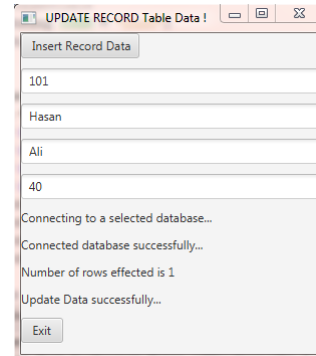 UPDATE RECORD Table Data !
Insert Record Data
101
Hasan
Ali
40
Connecting to a selected database...
Connected database successfully...
Number of rows effected is 1
Update Data successfully...
Exit